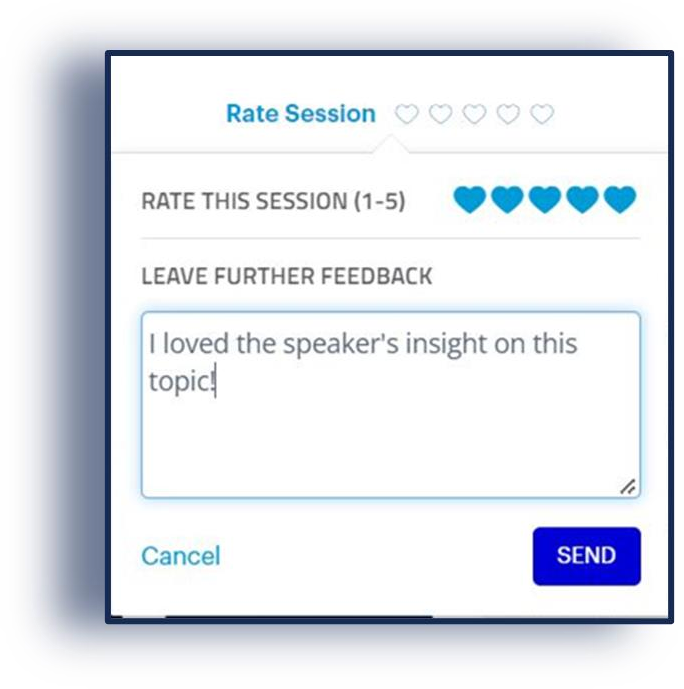 Rate Session
RATE THIS SESSION (1-5)
LEAVE FURTHER FEEDBACK
I loved the speaker's insight on this
topic!
Cancel
SEND